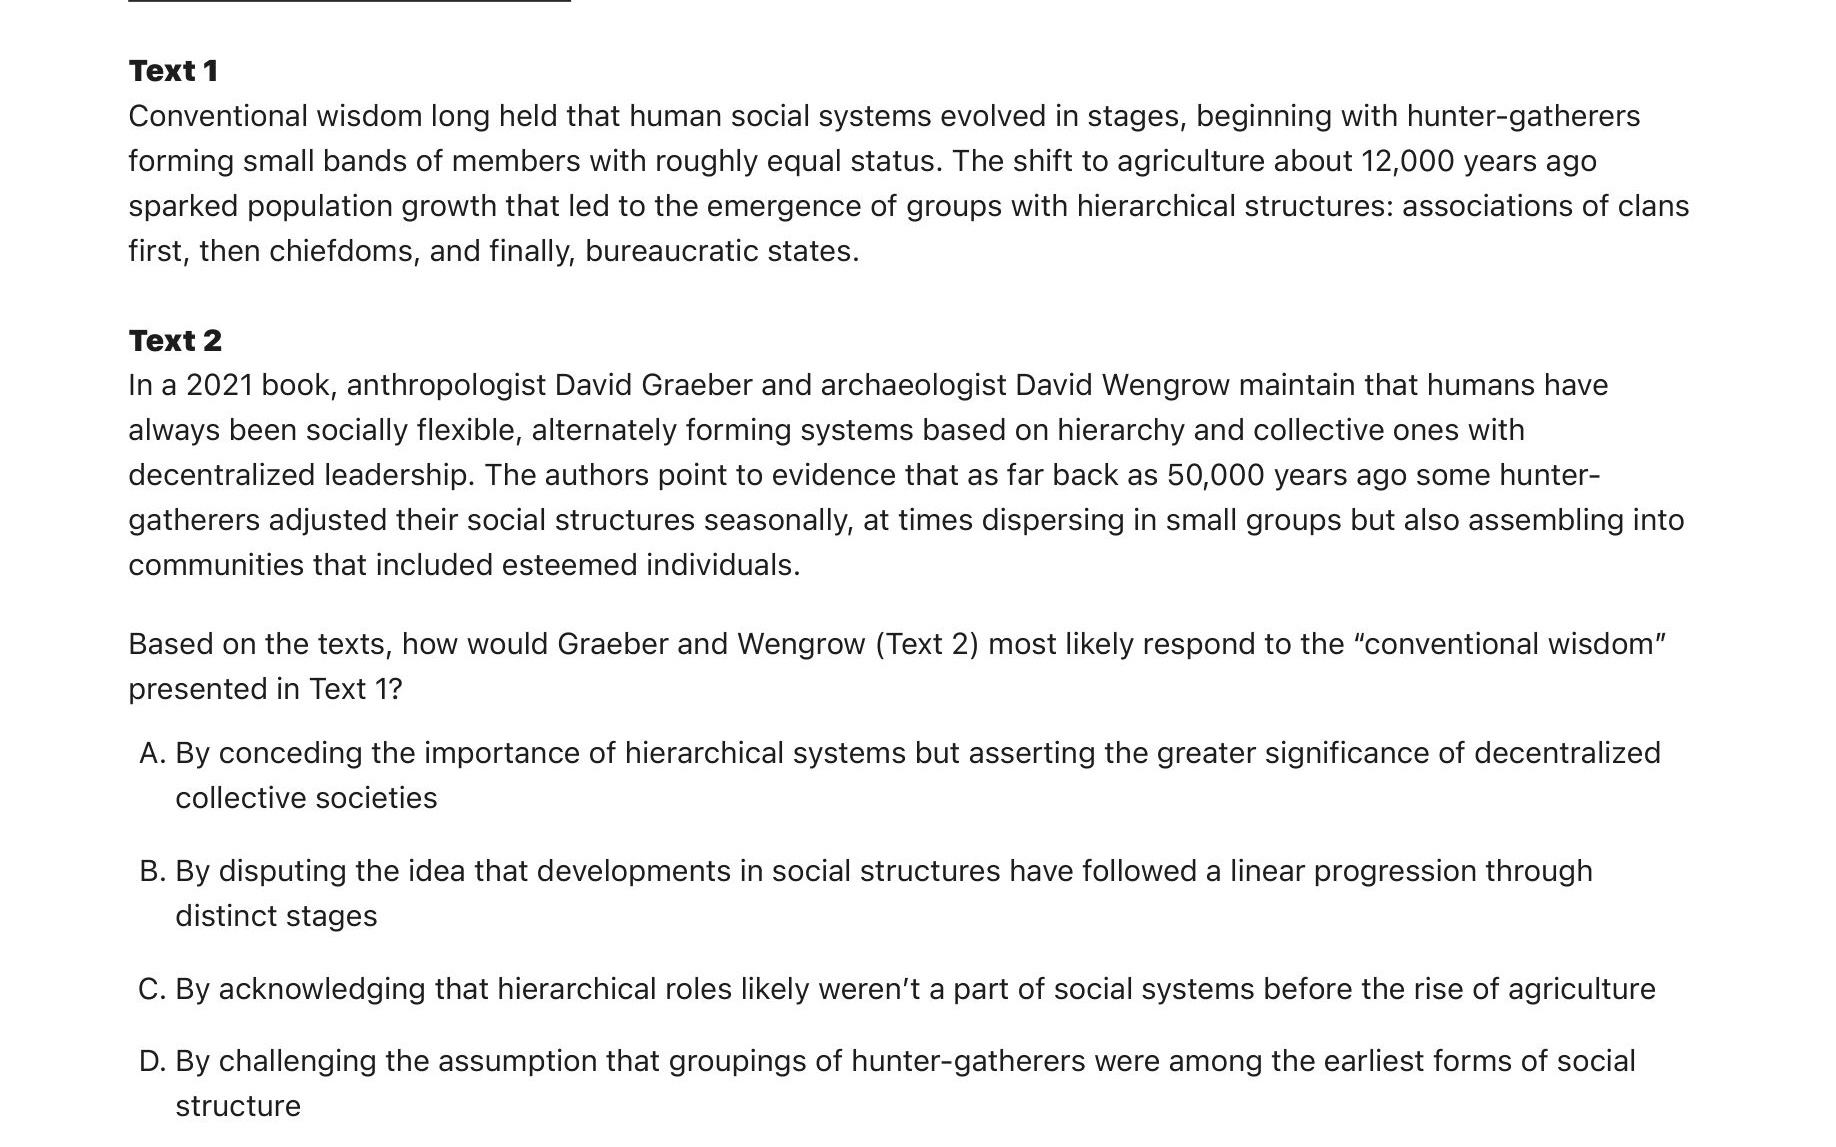 Text 1
Conventional wisdom long held that human social systems evolved in stages, beginning with hunter-gatherers
forming small bands of members with roughly equal status. The shift to agriculture about 12,000 years ago
sparked population growth that led to the emergence of groups with hierarchical structures: associations of clans
first, then chiefdoms, and finally, bureaucratic states.
Text 2
In a 2021 book, anthropologist David Graeber and archaeologist David Wengrow maintain that humans have
always been socially flexible, alternately forming systems based on hierarchy and collective ones with
decentralized leadership. The authors point to evidence that as far back as 50,000 years ago some hunter-
gatherers adjusted their social structures seasonally, at times dispersing in small groups but also assembling into
communities that included esteemed individuals.
Based on the texts, how would Graeber and Wengrow (Text 2) most likely respond to the “conventional wisdom”
presented in Text 1?
A. By conceding the importance of hierarchical systems but asserting the greater significance of decentralized
collective societies
B. By disputing the idea that developments in social structures have followed a linear progression through
distinct stages
C. By acknowledging that hierarchical roles likely weren’t a part of social systems before the rise of agriculture
D. By challenging the assumption that groupings of hunter-gatherers were among the earliest forms of social
structure